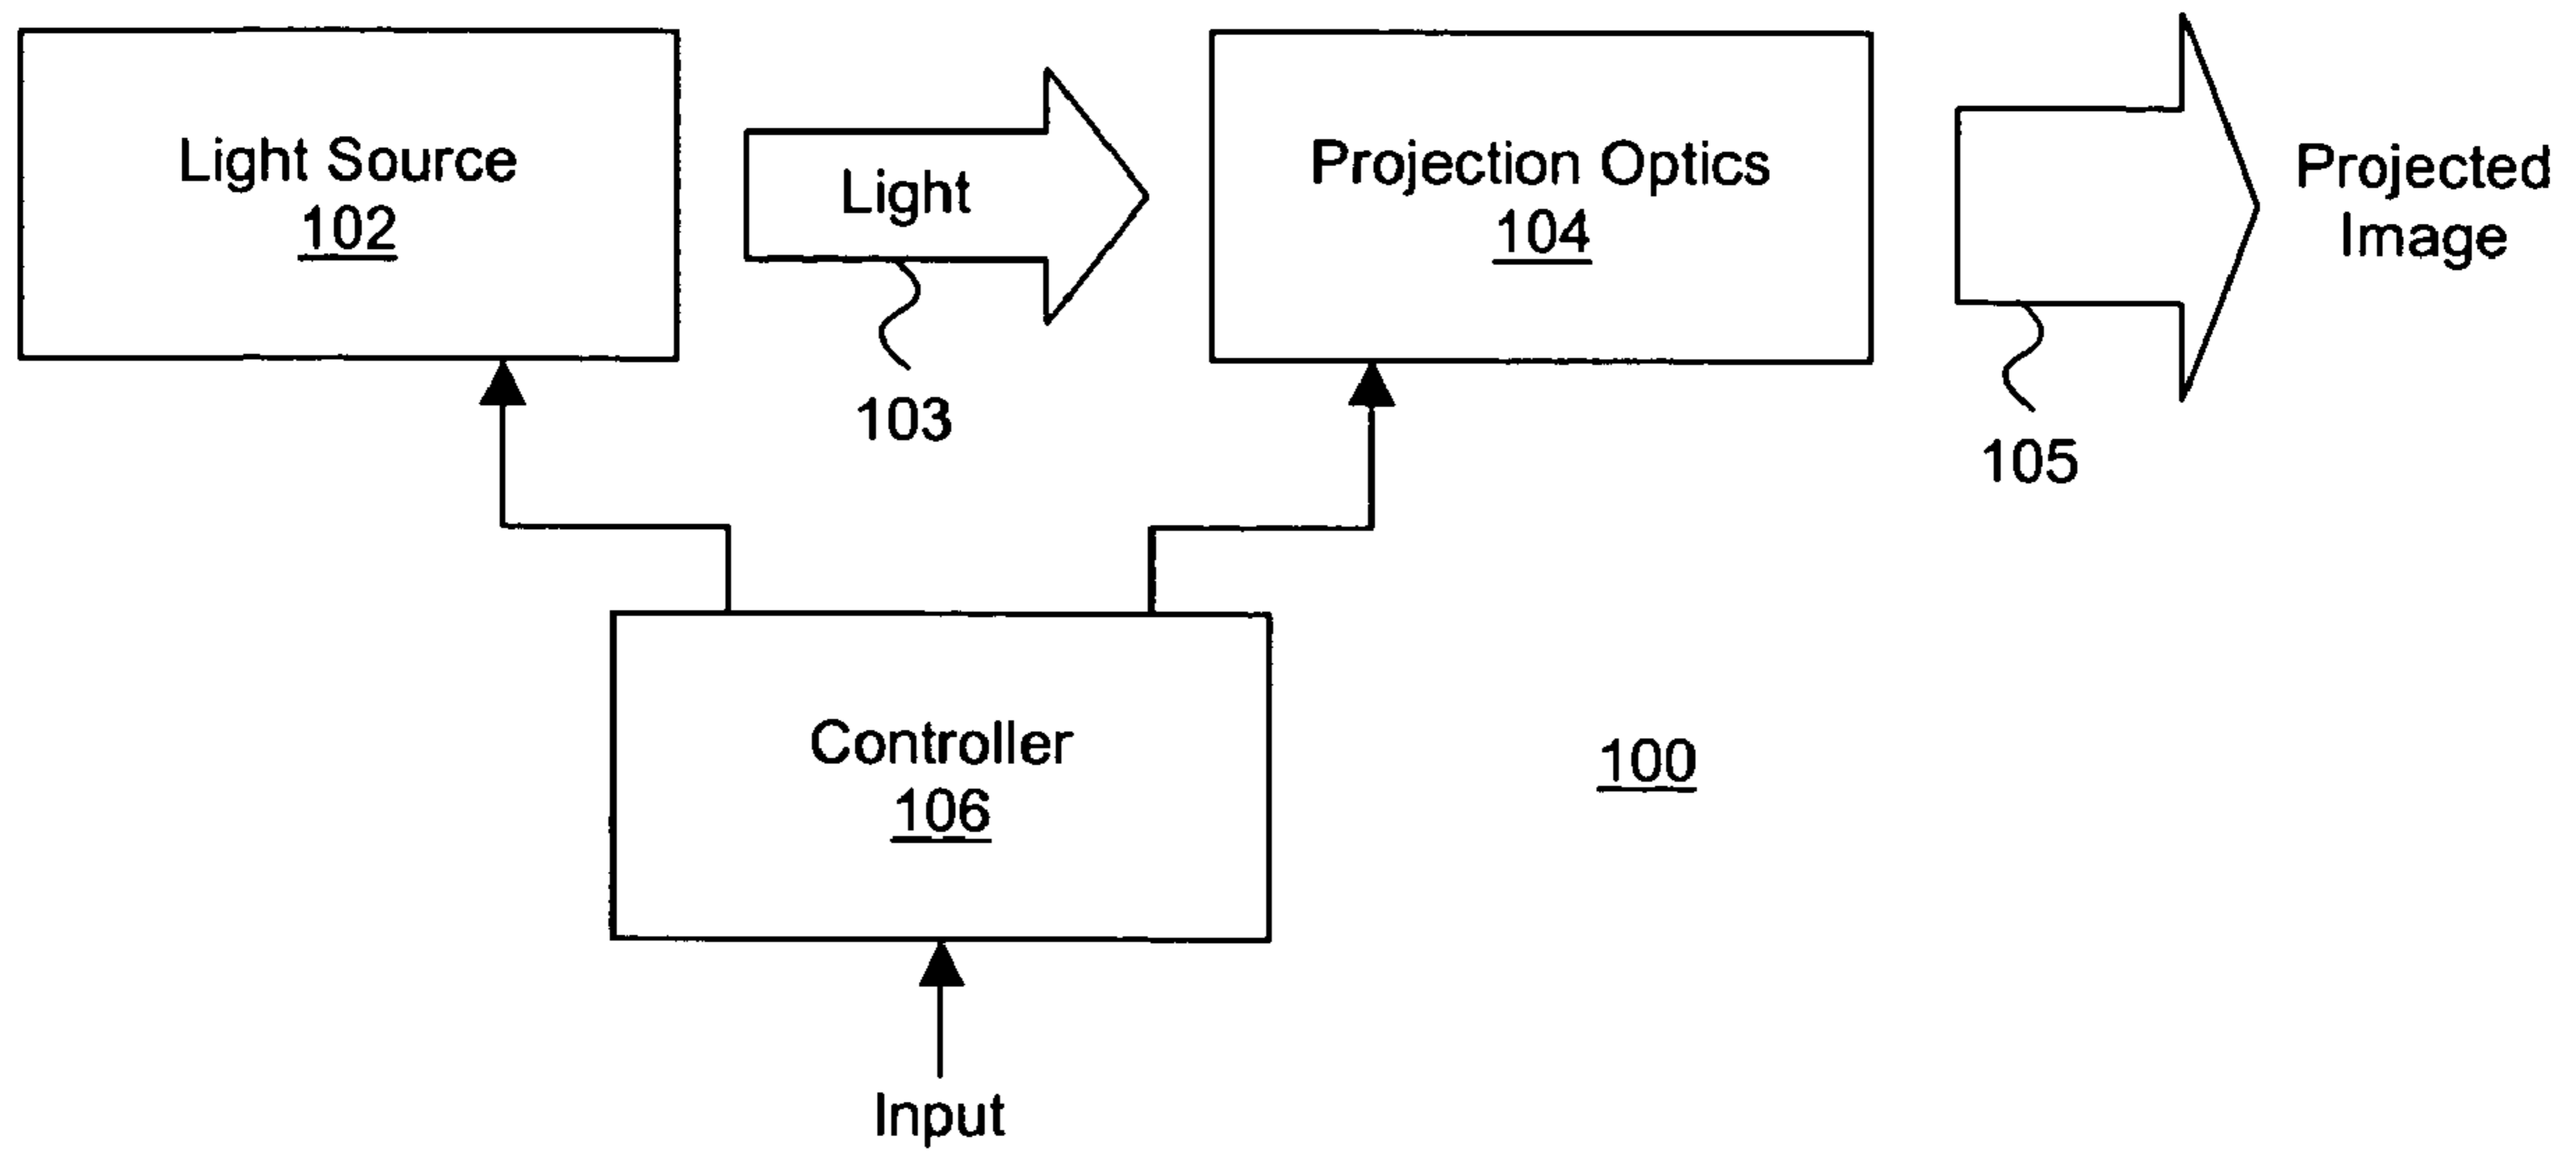 Light Source
102
Light
103
Projection Optics
104
105
Projected
Image
Controller
106
100
Input